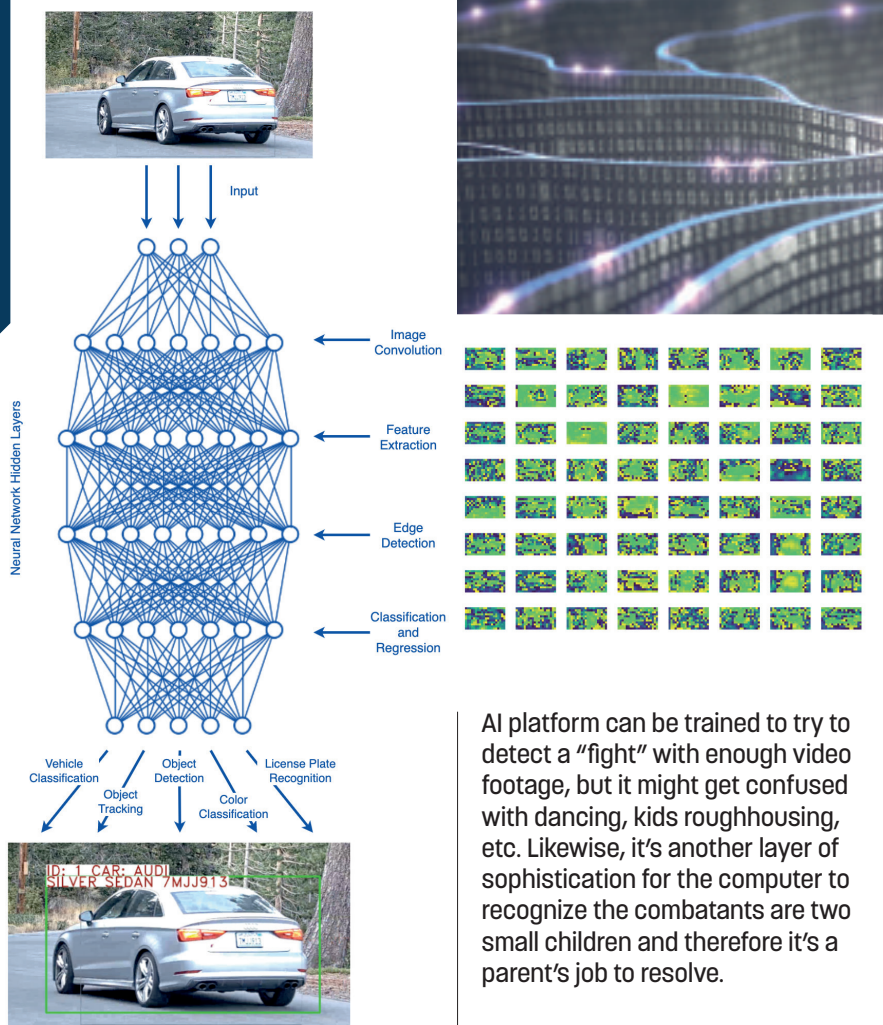 Input
Image
Convolution
Feature
Extraction
Edge
Detection
Classification
and
Regression
Neural Network Hidden Layers
Vehicle
Classification
Object
Tracking
Object
Detection
Color
Classification
License Plate
Recognition
ID: 1 CAR: AUDI
SILVER SEDAN 7MJJ913
AI platform can be trained to try to
detect a “fight” with enough video
footage, but it might get confused
with dancing, kids roughhousing,
etc. Likewise, it’s another layer of
sophistication for the computer to
recognize the combatants are two
small children and therefore it’s a
parent’s job to resolve.